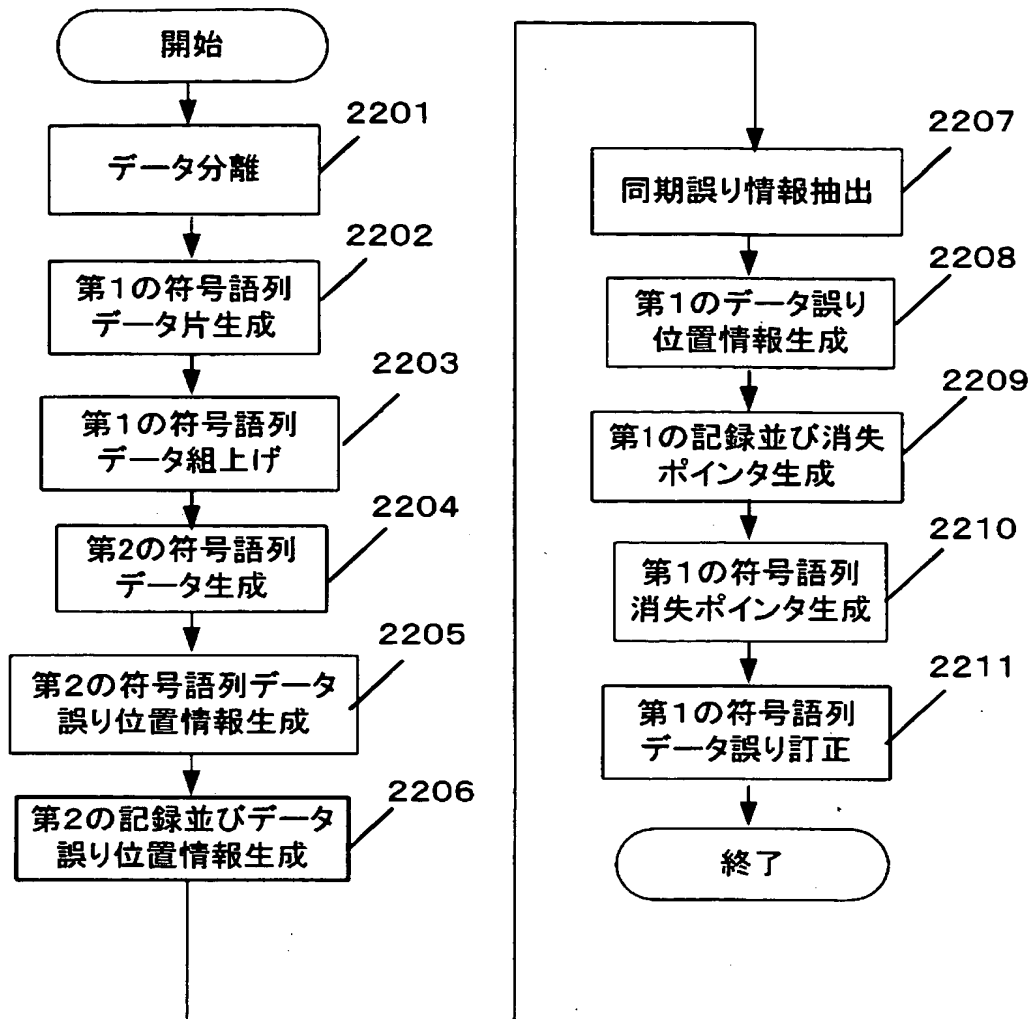 開始
2201
データ分離
2202
第1の符号語列
データ片生成
2203
第1の符号語列
データ組上げ
2204
第2の符号語列
データ生成
2205
第2の符号語列データ
誤り位置情報生成
2206
第2の記録並びデータ
誤り位置情報生成
2207
同期誤り情報抽出
2208
第1のデータ誤り
位置情報生成
2209
第1の記録並び消失
ポインタ生成
2210
第1の符号語列
消失ポインタ生成
2211
第1の符号語列
データ誤り訂正
終了